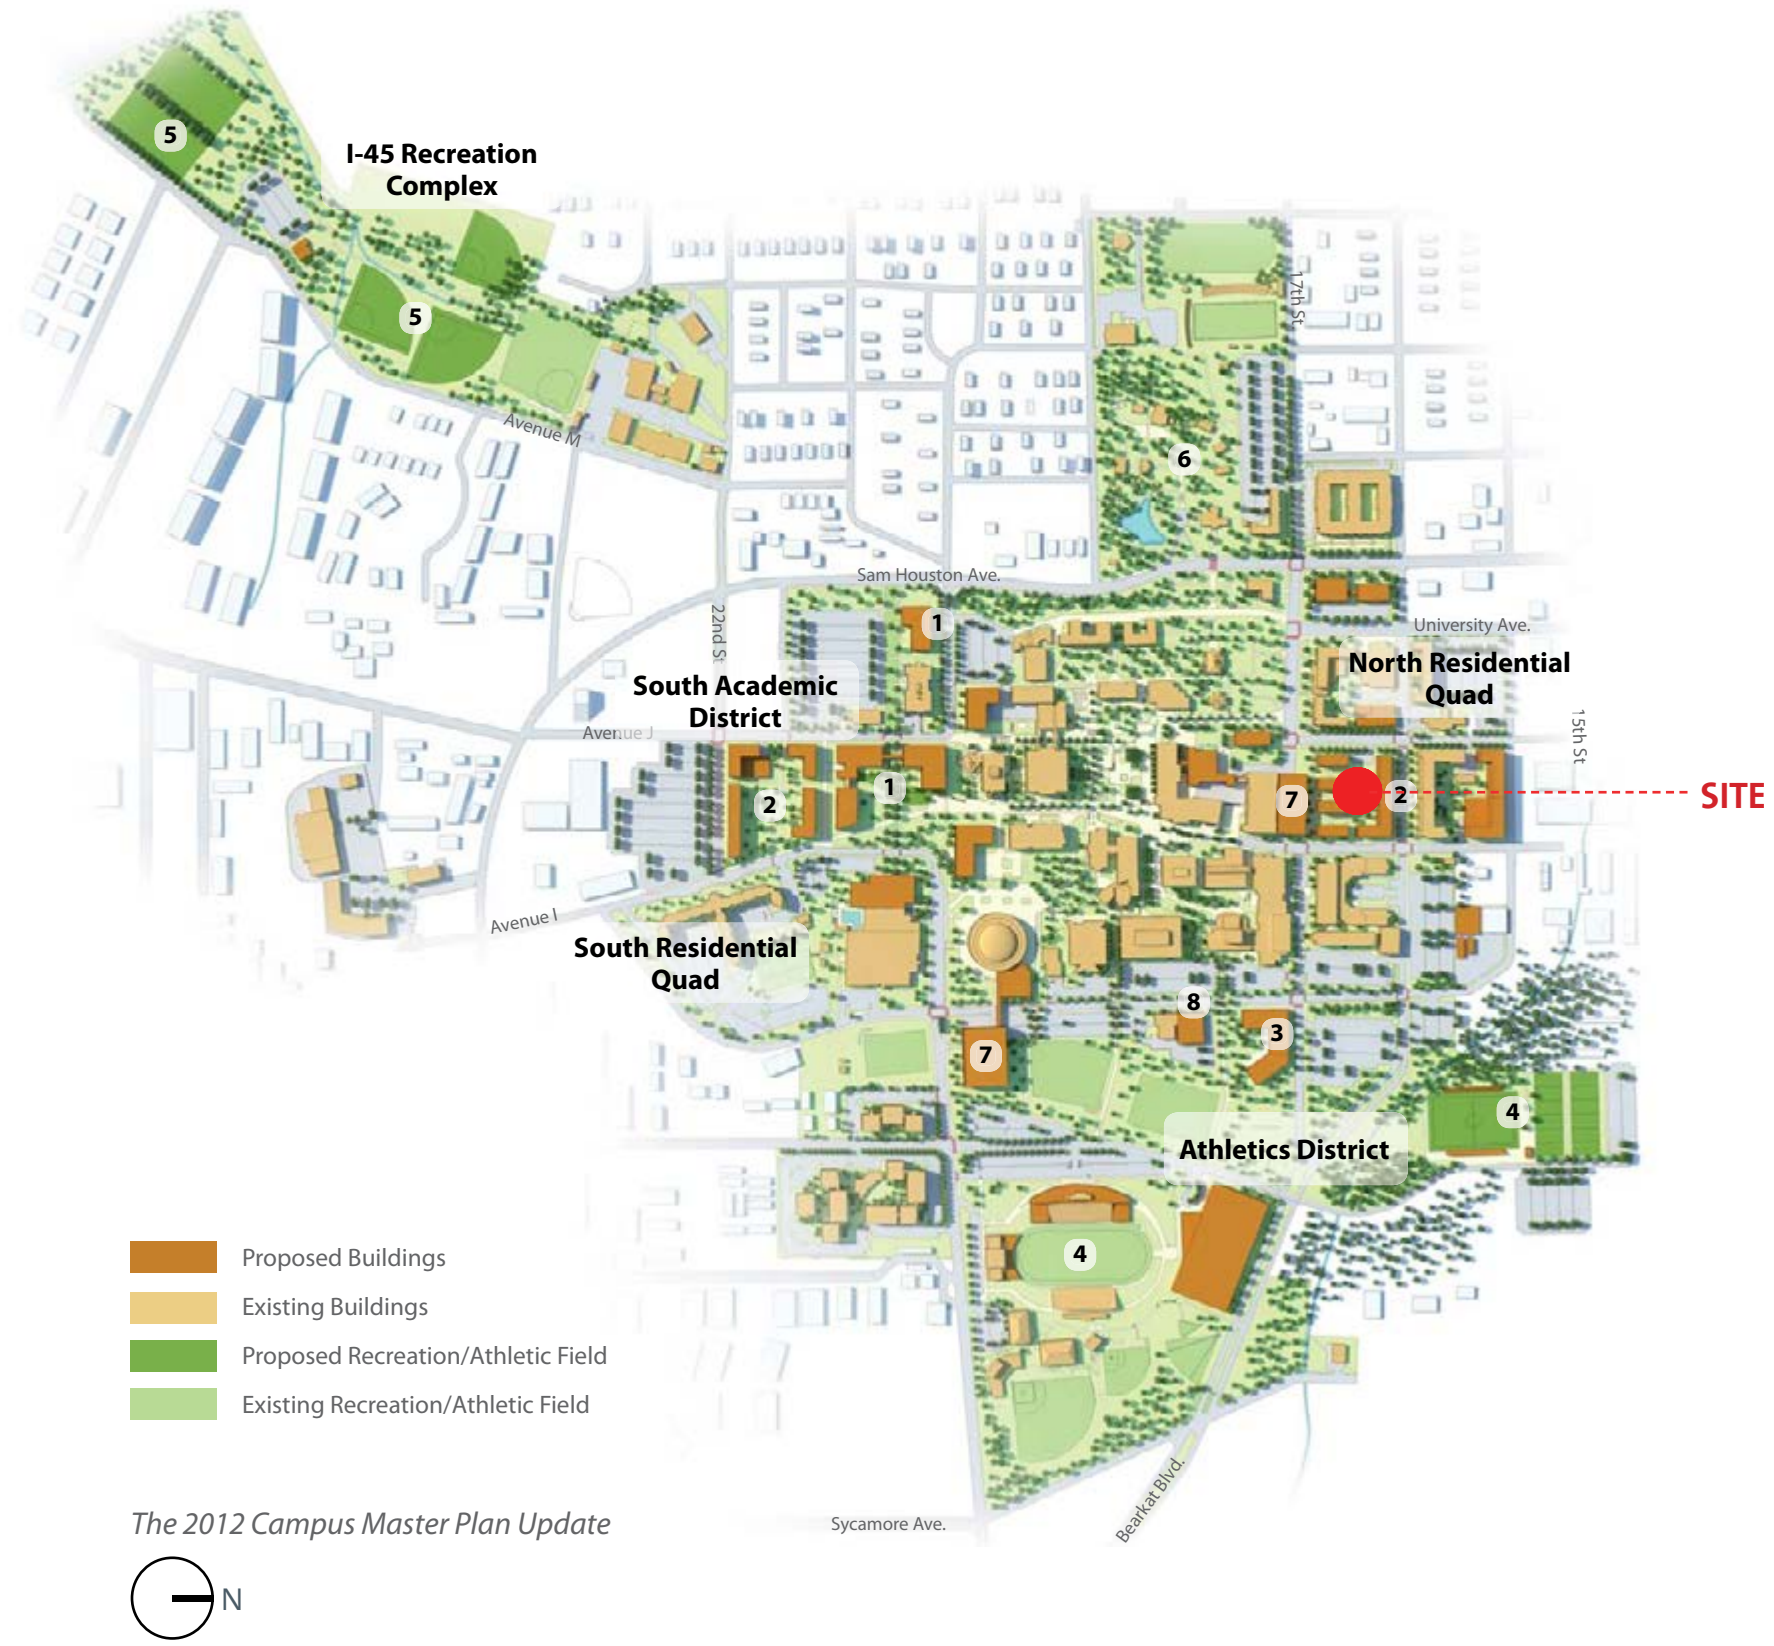 5
I-45 Recreation
Complex
17th St
5
Avenue M
6
Sam Houston Ave.
22nd St
1
University Ave.
North Residential
Quad
South Academic
District
Avenue J
15th St
2
1
7
2
SITE
Avenue I
South Residential
Quad
8
3
7
4
Athletics District
4
Proposed Buildings
Existing Buildings
Proposed Recreation/Athletic Field
Existing Recreation/Athletic Field
Bearkat Blvd.
Sycamore Ave.
The 2012 Campus Master Plan Update
N